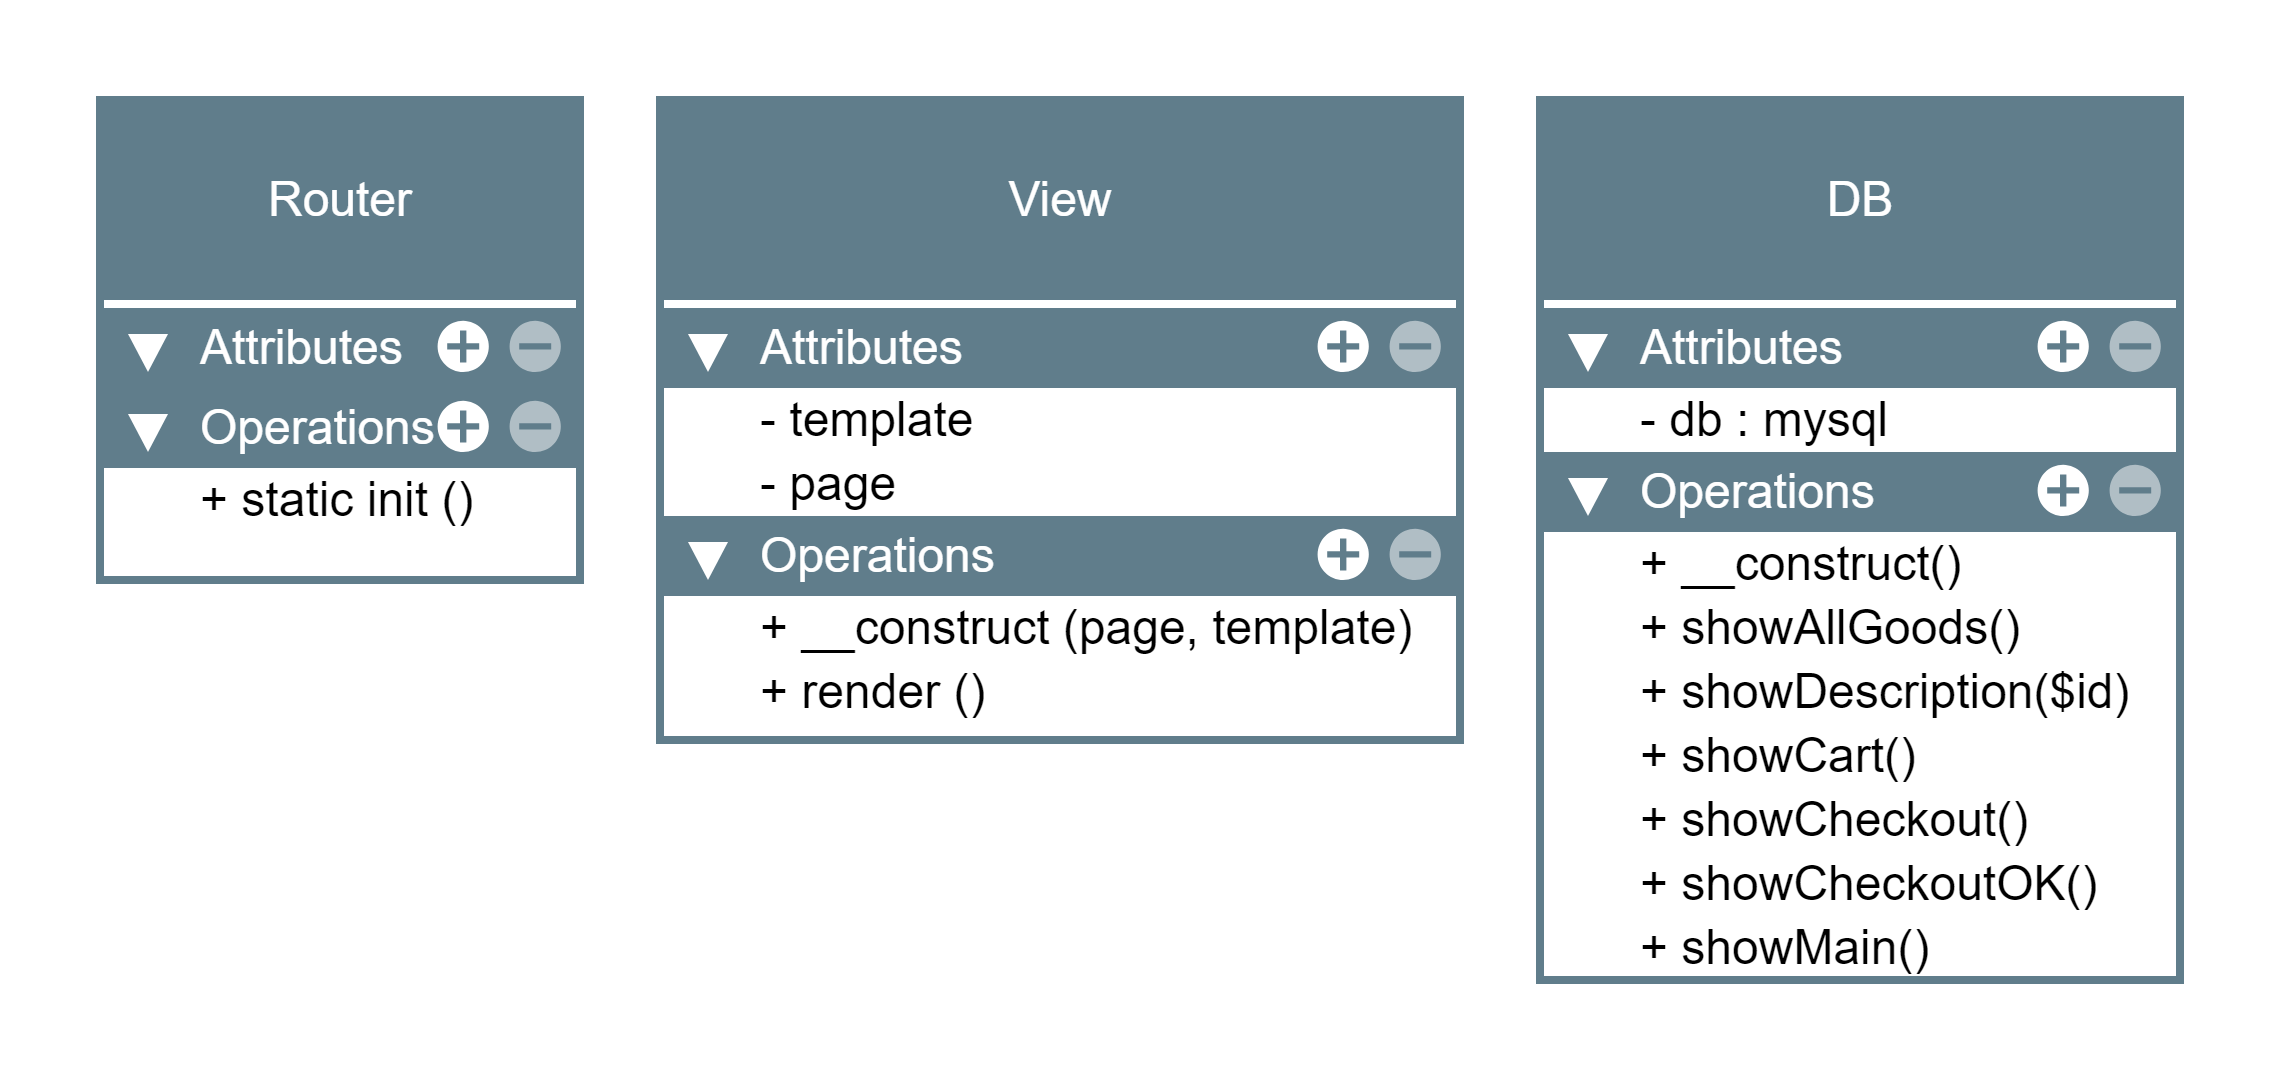 Router
Attributes
Operations
+ static init ()
View
Attributes
- template
- page
Operations
+ __construct (page, template)
+ render ()
DB
Attributes
- db : mysql
Operations
+ __construct()
+ showAllGoods()
+ showDescription($id)
+ showCart()
+ showCheckout()
+ showCheckoutOK()
+ showMain()